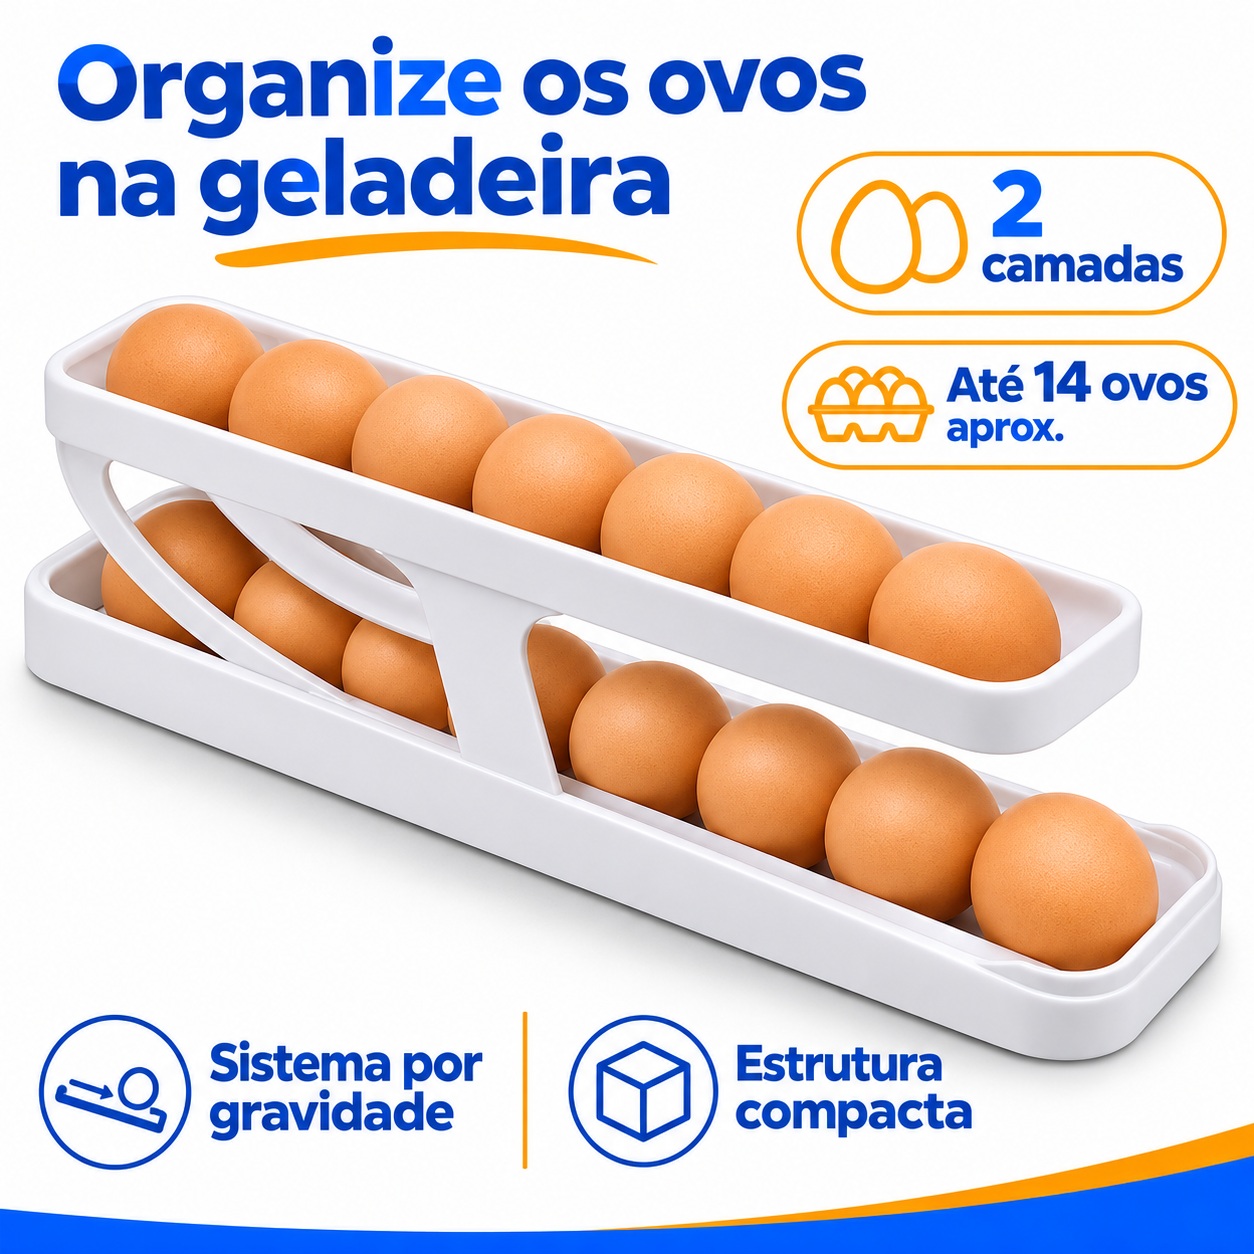 Organize os ovos
na geladeira
2
camadas
Até 14 ovos
aprox.
Sistema por
gravidade
Estrutura
compacta